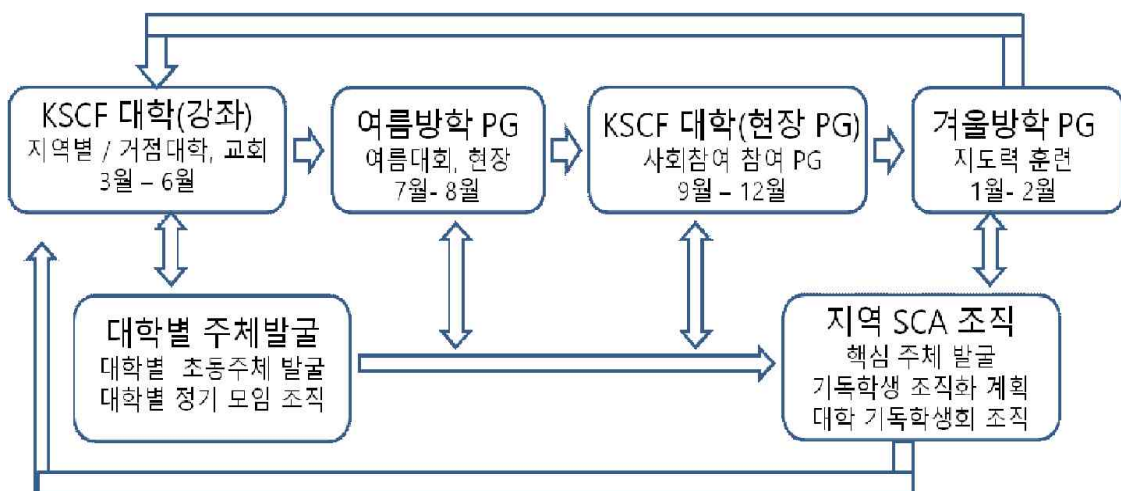 KSCF 대학(강좌)
지역별 / 거점대학, 교회
3월 – 6월
여름방학 PG
여름대회, 현장
7월- 8월
KSCF 대학(현장 PG)
사회참여 참여 PG
9월 – 12월
겨울방학 PG
지도력 훈련
1월- 2월
대학별 주체발굴
대학별 초동주체 발굴
대학별 정기 모임 조직
지역 SCA 조직
핵심 주체 발굴
기독학생 조직화 계획
대학 기독학생회 조직